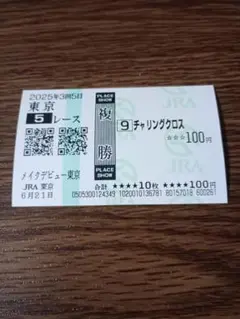 2025年3回5日
東京
5 レース
メイクデビュー東京
JRA 東京
6月21日
PLACE SHOW
複勝
PLACE SHOW
9 チャリングクロス
☆☆☆100円
合計 ★★★★10枚 ★★★★100円
JRA